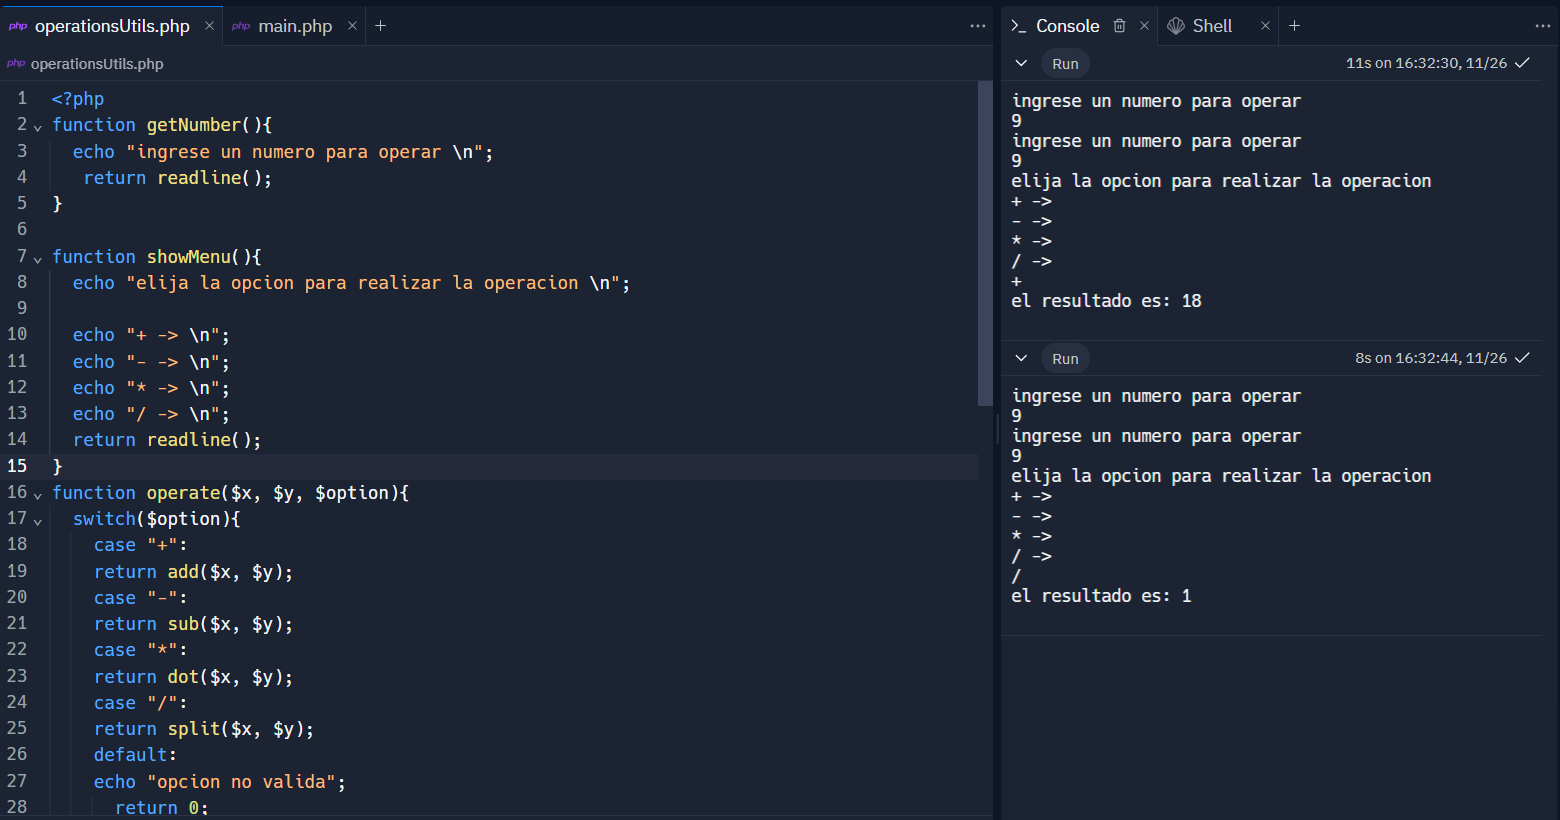 php operationsUtils.php × php main.php × +
php operationsUtils.php
1 <?php
2 function getNumber(){
3 echo "ingrese un numero para operar \n";
4 return readline();
5 }
6
7 function showMenu(){
8 echo "elija la opcion para realizar la operacion \n";
9
10 echo "+ -> \n";
11 echo "- -> \n";
12 echo "* -> \n";
13 echo "/ -> \n";
14 return readline();
15 }
16 function operate($x, $y, $option){
17 switch($option){
18 case "+":
19 return add($x, $y);
20 case "-":
21 return sub($x, $y);
22 case "*":
23 return dot($x, $y);
24 case "/":
25 return split($x, $y);
26 default:
27 echo "opcion no valida";
28 return 0;
Console × Shell × +
Run 11s on 16:32:30, 11/26
ingrese un numero para operar
9
ingrese un numero para operar
9
elija la opcion para realizar la operacion
+ ->
- ->
* ->
/ ->
+
el resultado es: 18
Run 8s on 16:32:44, 11/26
ingrese un numero para operar
9
ingrese un numero para operar
9
elija la opcion para realizar la operacion
+ ->
- ->
* ->
/ ->
/
el resultado es: 1